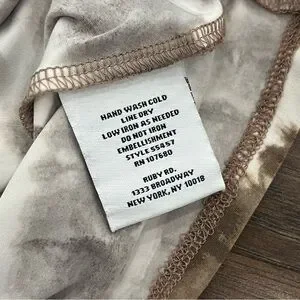 HAND WASH COLD
LINE DRY
LOW IRON AS NEEDED
DO NOT IRON
EMBELLISHMENT
STYLE 55457
RN 107680
RUBY RD.
1333 BROADWAY
NEW YORK, NY 10018